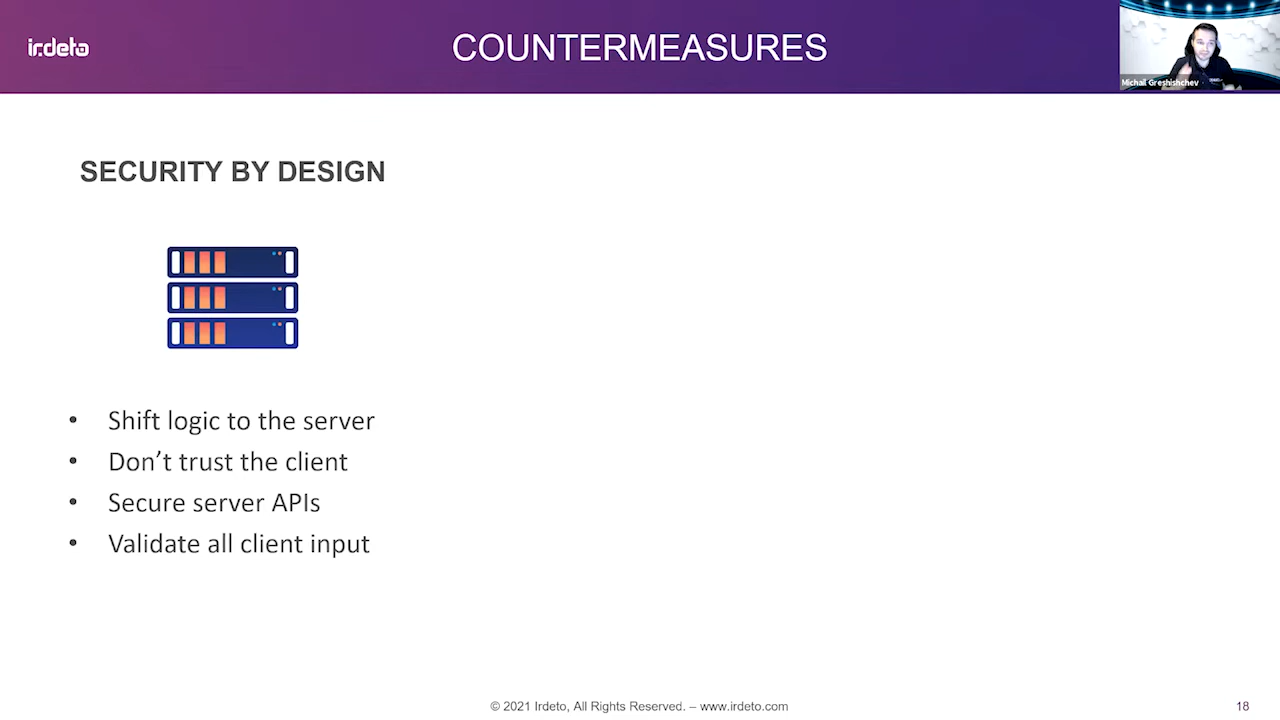 irdeto
COUNTERMEASURES
Michail Greshishchev
SECURITY BY DESIGN
• Shift logic to the server
• Don’t trust the client
• Secure server APIs
• Validate all client input
© 2021 Irdeto, All Rights Reserved. – www.irdeto.com
18